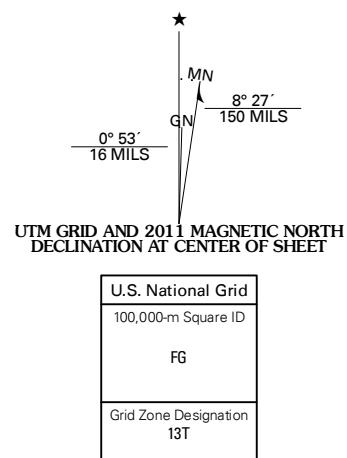 ★
MN
GN
8° 27´
150 MILS
0° 53´
16 MILS
UTM GRID AND 2011 MAGNETIC NORTH
DECLINATION AT CENTER OF SHEET
U.S. National Grid
100,000-m Square ID
FG
Grid Zone Designation
13T